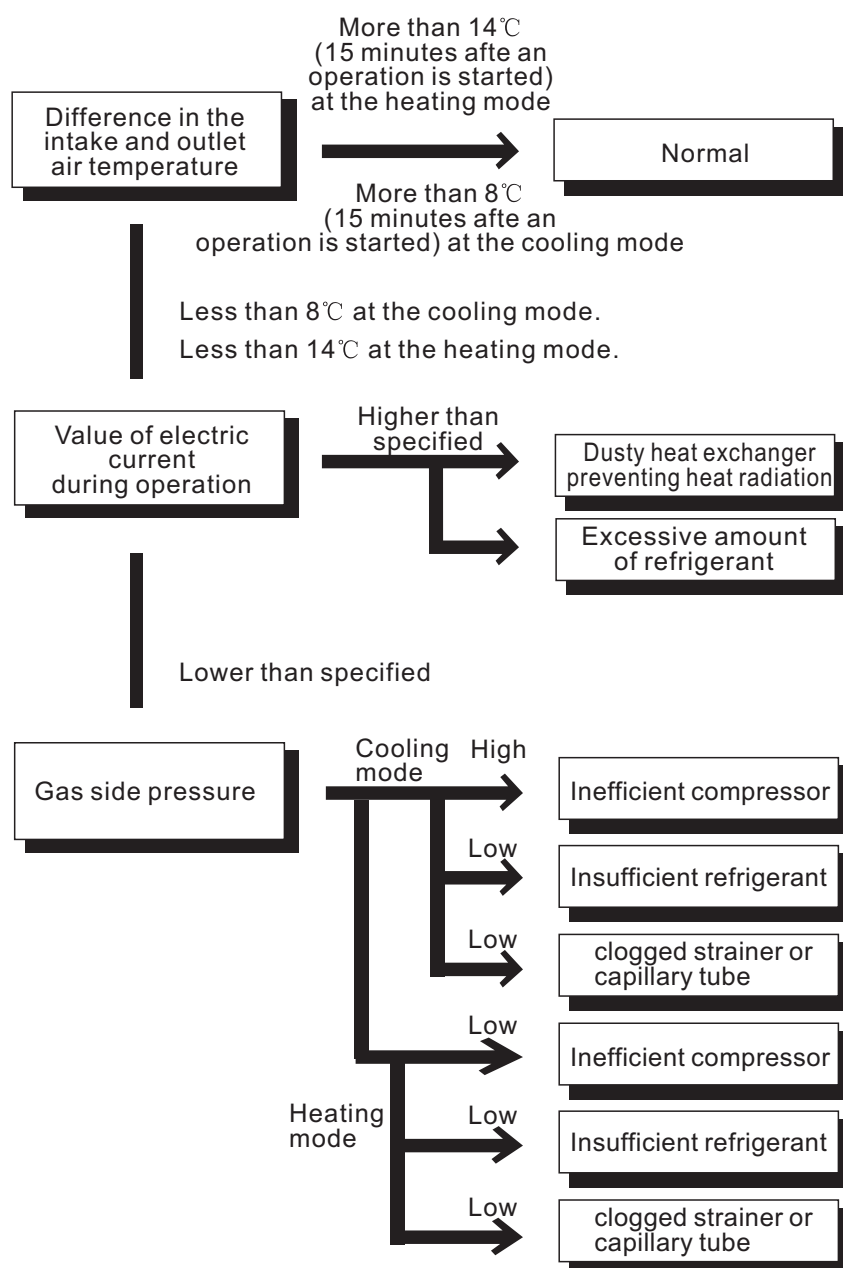 More than 14℃
(15 minutes afte an
operation is started)
at the heating mode
Difference in the
intake and outlet
air temperature
Normal
More than 8℃
(15 minutes afte an
operation is started) at the cooling mode
Less than 8℃ at the cooling mode.
Less than 14℃ at the heating mode.
Value of electric
current
during operation
Higher than
specified
Dusty heat exchanger
preventing heat radiation
Excessive amount
of refrigerant
Lower than specified
Gas side pressure
Cooling
mode
High
Inefficient compressor
Low
Insufficient refrigerant
Low
clogged strainer or
capillary tube
Low
Inefficient compressor
Heating
mode
Low
Insufficient refrigerant
Low
clogged strainer or
capillary tube